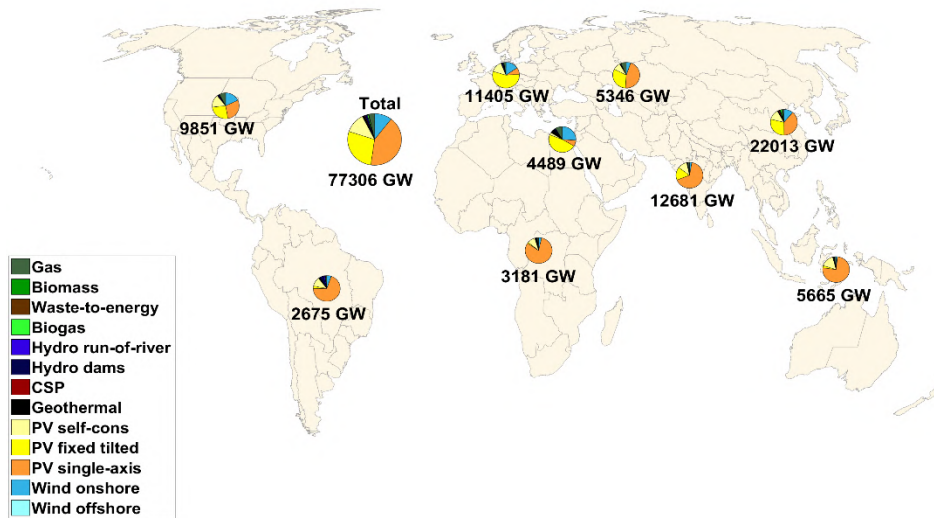 11405 GW
5346 GW
9851 GW
Total
77306 GW
4489 GW
22013 GW
12681 GW
3181 GW
5665 GW
2675 GW
Gas
Biomass
Waste-to-energy
Biogas
Hydro run-of-river
Hydro dams
CSP
Geothermal
PV self-cons
PV fixed tilted
PV single-axis
Wind onshore
Wind offshore